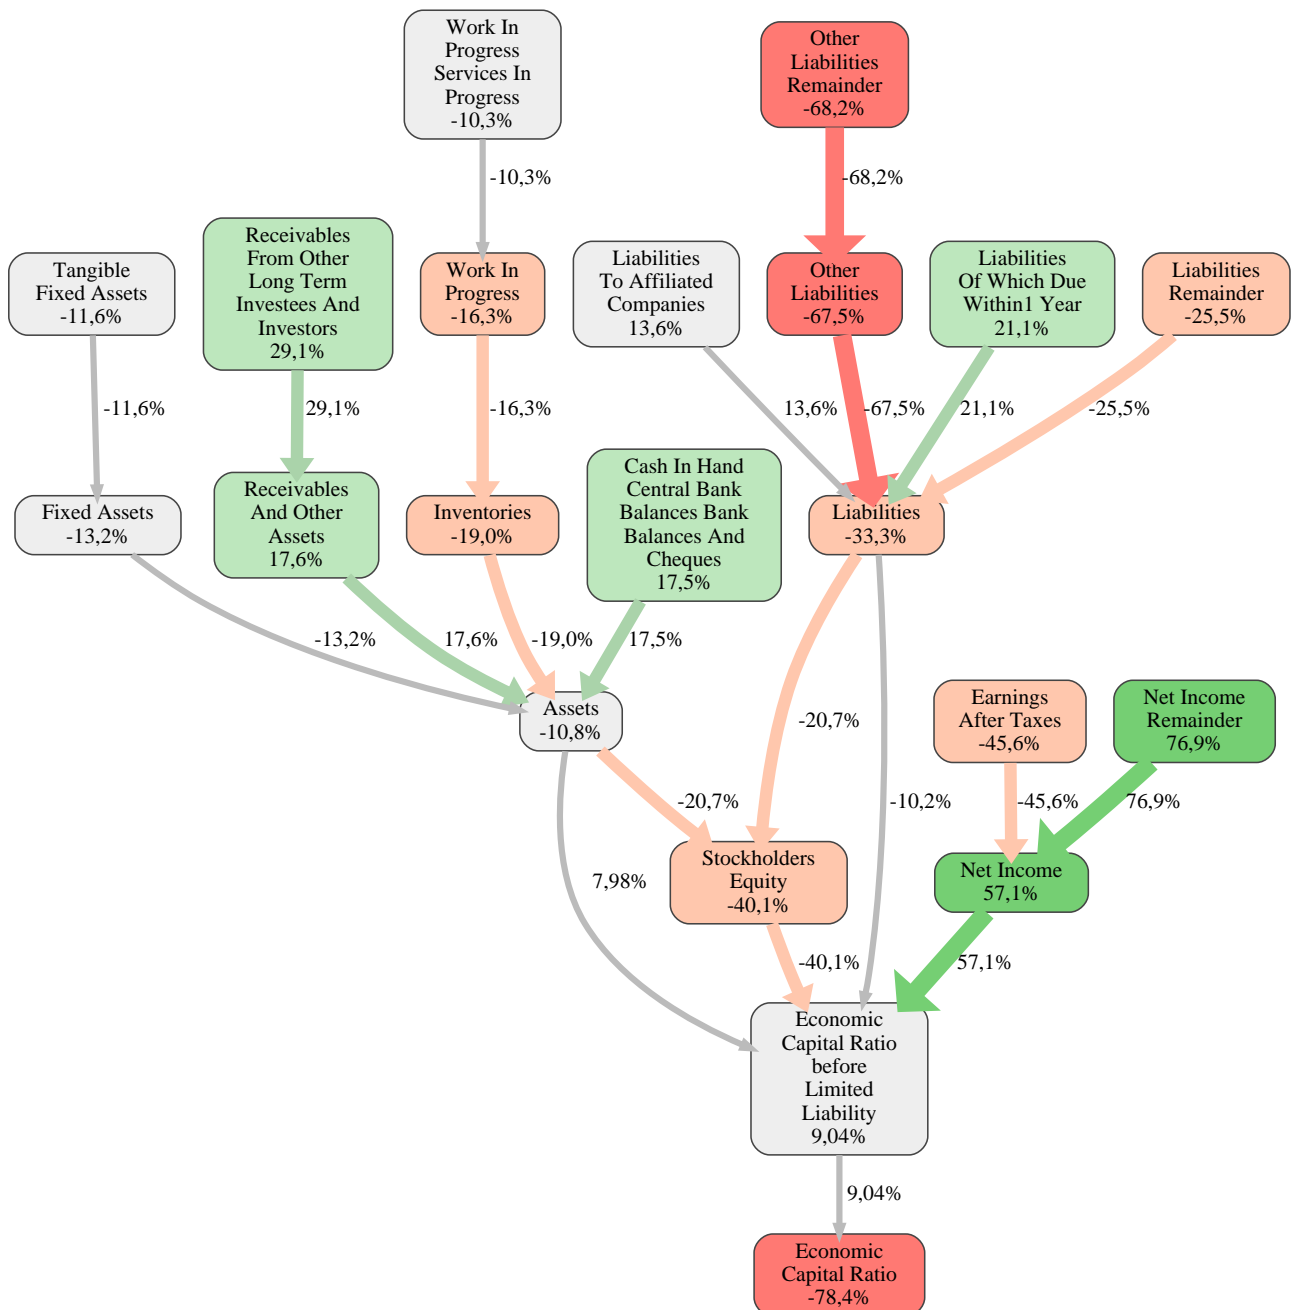 Work In
Progress
Services In
Progress
-10,3%
Other
Liabilities
Remainder
-68,2%
-10,3%
-68,2%
Tangible
Fixed Assets
-11,6%
Receivables
From Other
Long Term
Investees And
Investors
29,1%
Work In
Progress
-16,3%
Liabilities
To Affiliated
Companies
13,6%
Other
Liabilities
-67,5%
Liabilities
Of Which Due
Within1 Year
21,1%
Liabilities
Remainder
-25,5%
-11,6%
29,1%
-16,3%
13,6%
-67,5%
21,1%
-25,5%
Fixed Assets
-13,2%
Receivables
And Other
Assets
17,6%
Inventories
-19,0%
Cash In Hand
Central Bank
Balances Bank
Balances And
Cheques
17,5%
Liabilities
-33,3%
-13,2%
17,6%
-19,0%
17,5%
-20,7%
Assets
-10,8%
Earnings
After Taxes
-45,6%
Net Income
Remainder
76,9%
-20,7%
-10,2%
-45,6%
76,9%
7,98%
Stockholders
Equity
-40,1%
Net Income
57,1%
-40,1%
57,1%
Economic
Capital Ratio
before
Limited
Liability
9,04%
9,04%
Economic
Capital Ratio
-78,4%